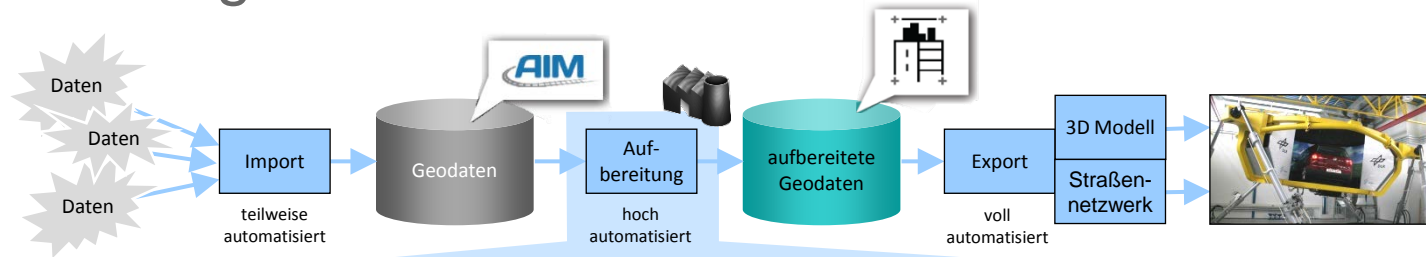 Daten
Daten
Daten
Import
teilweise
automatisiert
AIM
Geodaten
Auf-
bereitung
hoch
automatisiert
aufbereitete
Geodaten
Export
voll
automatisiert
3D Modell
Straßen-
netzwerk